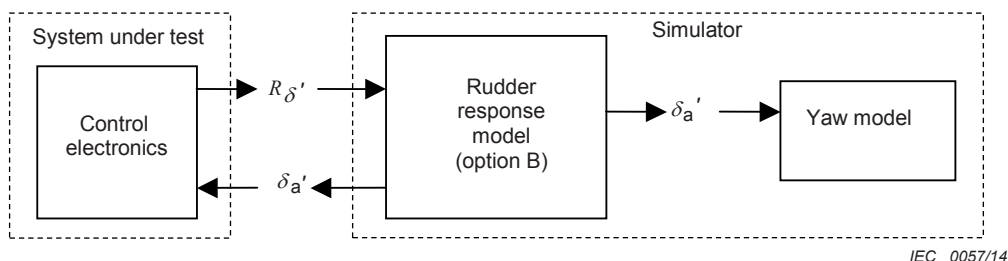 System under test
Simulator
Control
electronics
Rδ'
δa'
Rudder
response
model
(option B)
δa'
Yaw model
IEC 0057/14